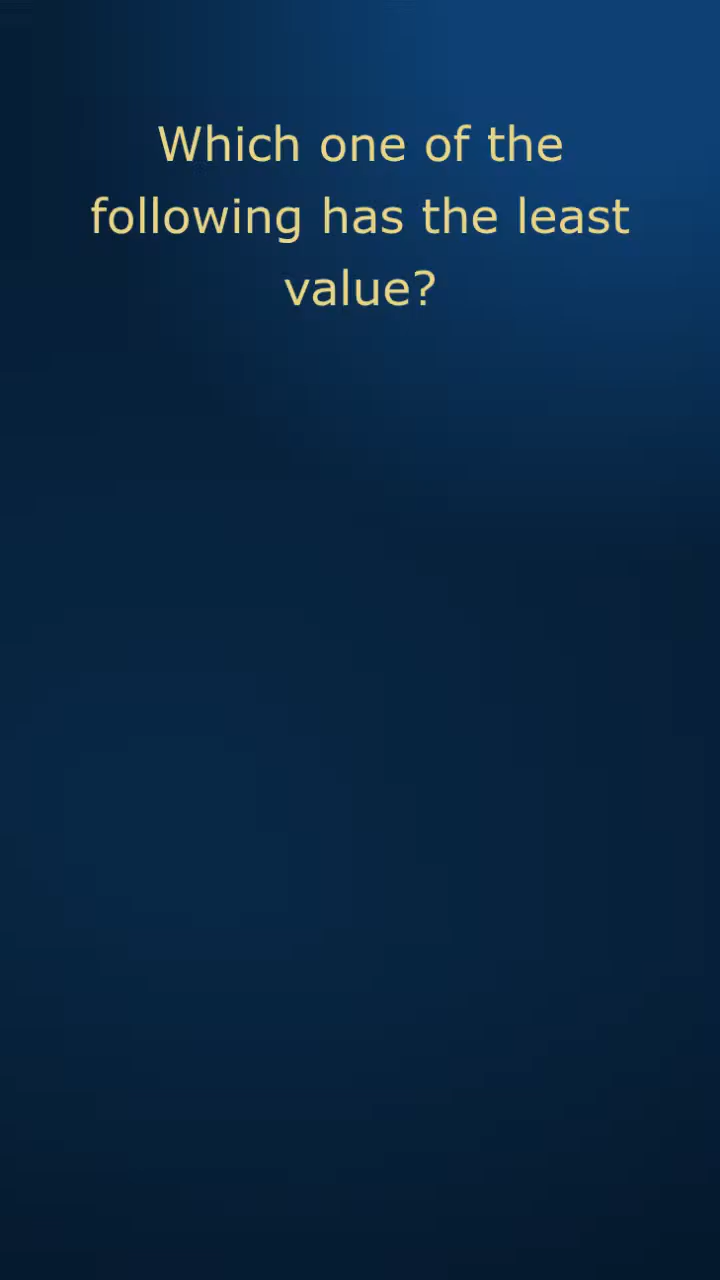 Which one of the
following has the least
value?